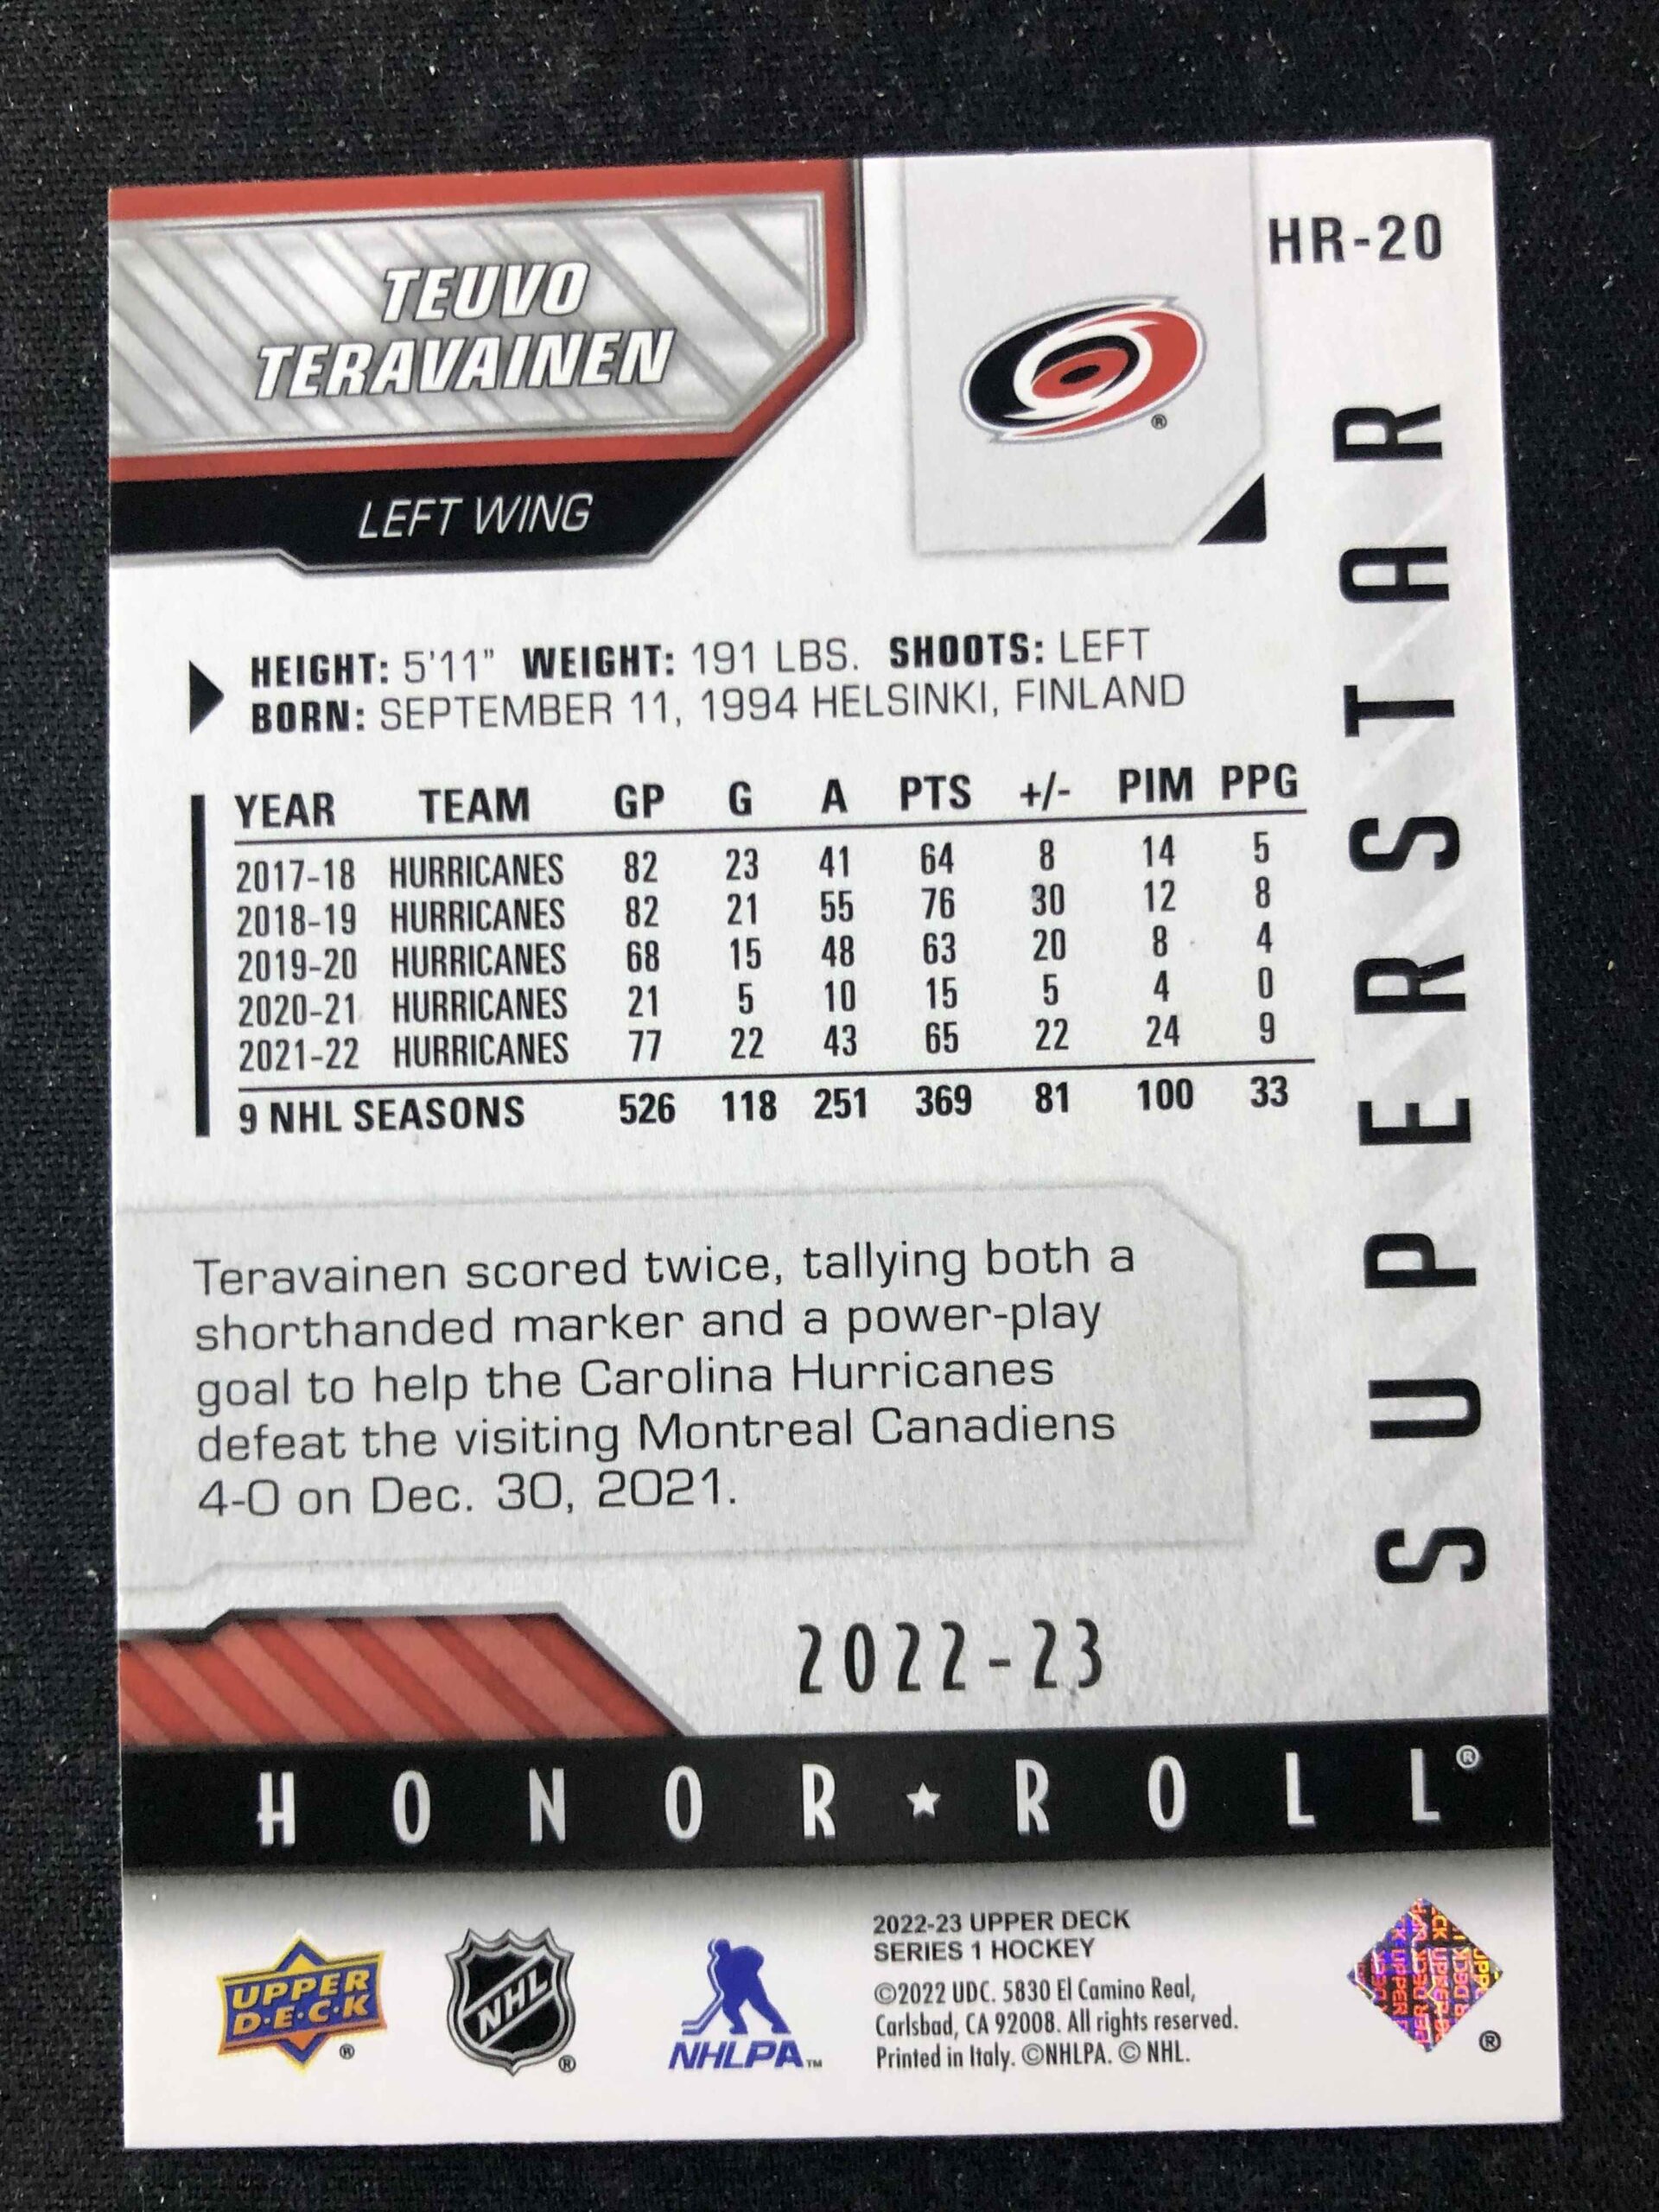 TEUVO
TERAVAINEN
LEFT WING
HR-20
®
SUPERSTAR
HEIGHT: 5'11" WEIGHT: 191 LBS. SHOOTS: LEFT
BORN: SEPTEMBER 11, 1994 HELSINKI, FINLAND
YEAR TEAM GP G A PTS +/- PIM PPG
2017-18 HURRICANES 82 23 41 64 8 14 5
2018-19 HURRICANES 82 21 55 76 30 12 8
2019-20 HURRICANES 68 15 48 63 20 8 4
2020-21 HURRICANES 21 5 10 15 5 4 0
2021-22 HURRICANES 77 22 43 65 22 24 9
9 NHL SEASONS 526 118 251 369 81 100 33
Teravainen scored twice, tallying both a
shorthanded marker and a power-play
goal to help the Carolina Hurricanes
defeat the visiting Montreal Canadiens
4-0 on Dec. 30, 2021.
2022-23
HONOR★ROLL®
UPPER
D·E·C·K
®
NHL
®
NHLPA™
2022-23 UPPER DECK
SERIES 1 HOCKEY
©2022 UDC. 5830 El Camino Real,
Carlsbad, CA 92008. All rights reserved.
Printed in Italy. ©NHLPA. © NHL.
®